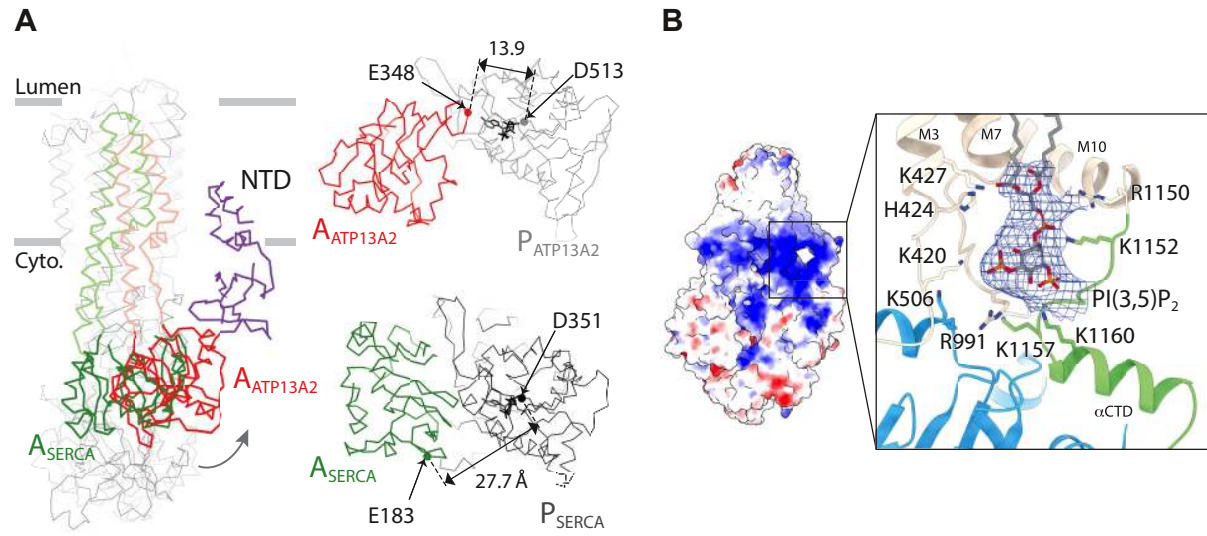 A
Lumen
Cyto.
NTD
A_ATP13A2
A_SERCA
13.9
E348
D513
A_ATP13A2
P_ATP13A2
D351
A_SERCA
27.7 Å
E183
P_SERCA
B
M3
M7
M10
K427
R1150
H424
K1152
K420
PI(3,5)P₂
K506
R991
K1157
K1160
αCTD